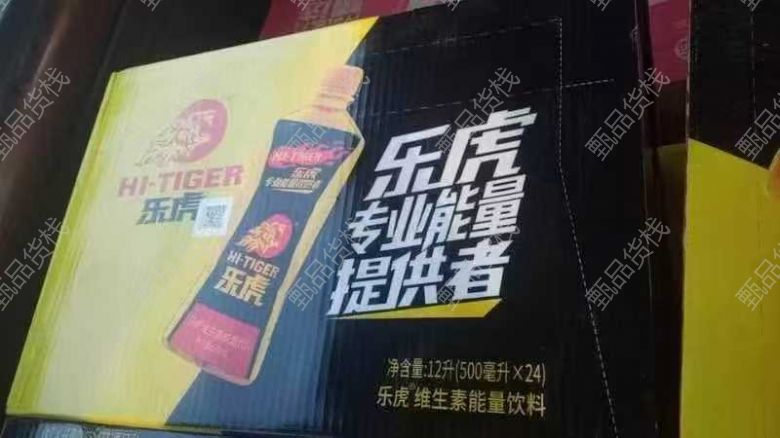 HI-TIGER
乐虎
HI-TIGER
乐虎
专业能量提供者
HI-TIGER
乐虎
乐虎
专业能量
提供者
净含量:12升(500毫升×24)
乐虎®维生素能量饮料
甄品货栈